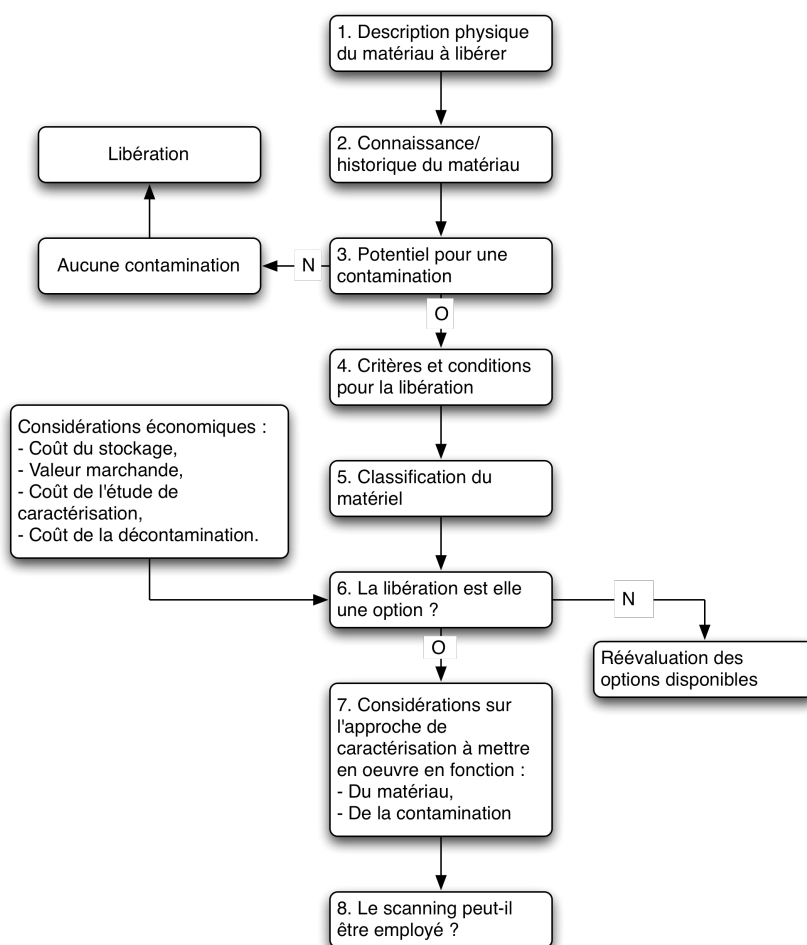 1. Description physique
du matériau à libérer
2. Connaissance/
historique du matériau
Libération
3. Potentiel pour une
contamination
N
Aucune contamination
O
4. Critères et conditions
pour la libération
Considérations économiques :
- Coût du stockage,
- Valeur marchande,
- Coût de l'étude de
caractérisation,
- Coût de la décontamination.
5. Classification du
matériel
6. La libération est elle
une option ?
N
Réévaluation des
options disponibles
O
7. Considérations sur
l'approche de
caractérisation à mettre
en oeuvre en fonction :
- Du matériau,
- De la contamination
8. Le scanning peut-il
être employé ?